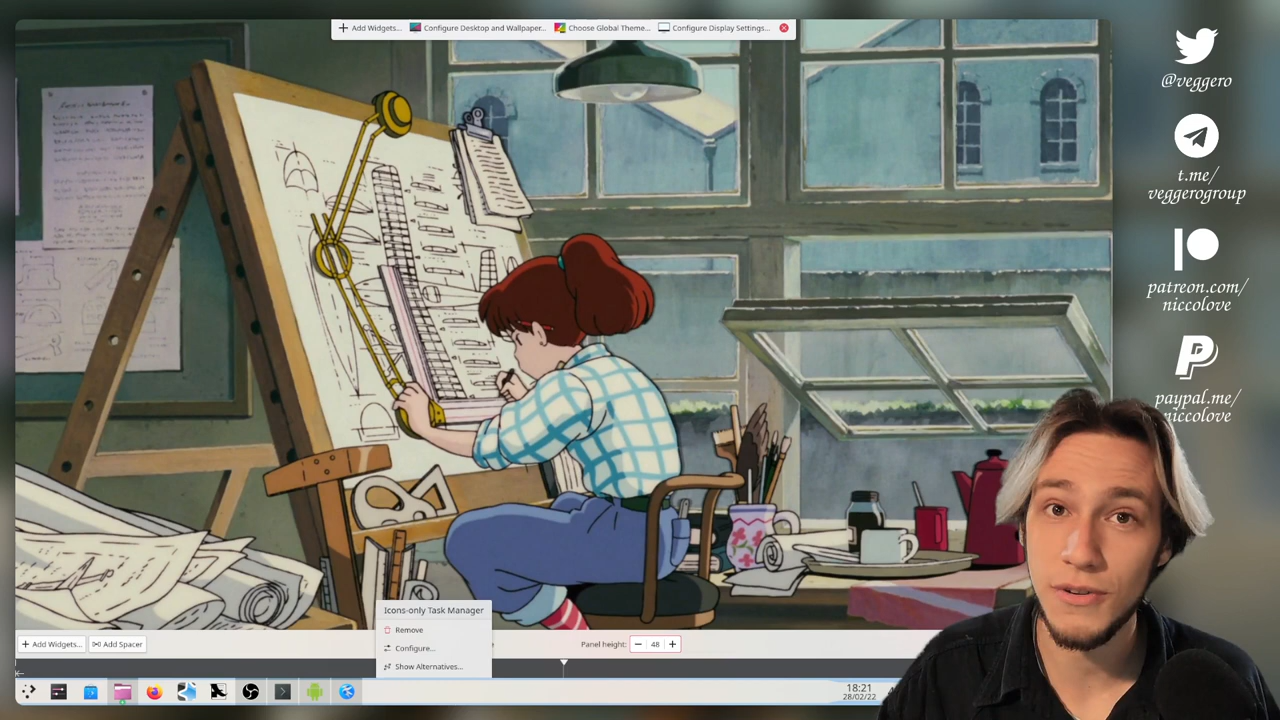 Add Widgets... Configure Desktop and Wallpaper... Choose Global Theme... Configure Display Settings...
@veggero
t.me/
veggerogroup
patreon.com/
niccolove
paypal.me/
niccolove
Icons-only Task Manager
Remove
Configure...
Show Alternatives...
Add Widgets... Add Spacer
Panel height: 48
18:21
28/02/22